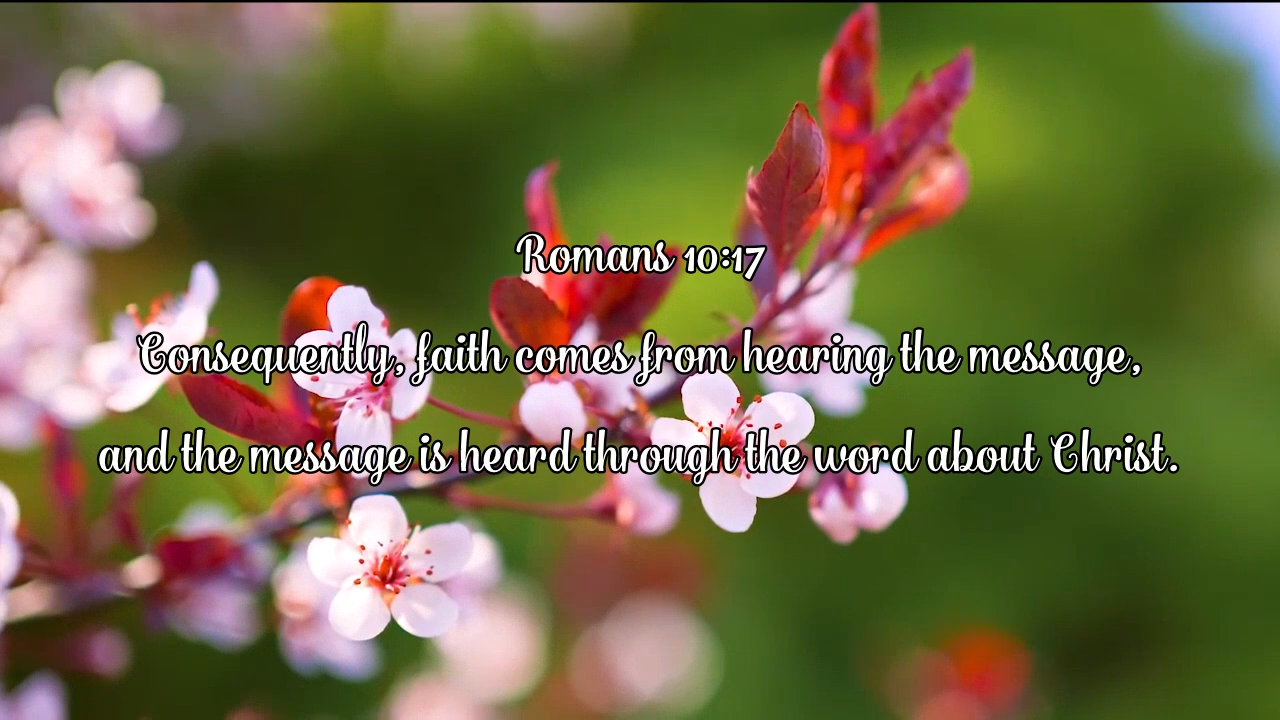 Romans 10:17
Consequently, faith comes from hearing the message,
and the message is heard through the word about Christ.